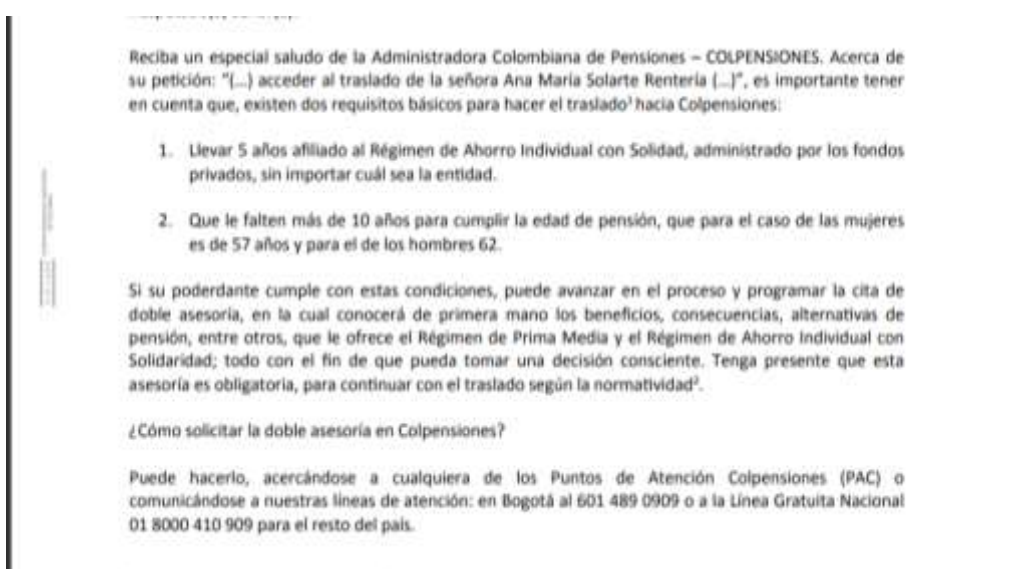 Reciba un especial saludo de la Administradora Colombiana de Pensiones – COLPENSIONES. Acerca de
su petición: "(...) acceder al traslado de la señora Ana María Solarte Rentería (...)", es importante tener
en cuenta que, existen dos requisitos básicos para hacer el traslado¹ hacia Colpensiones:
1. Llevar 5 años afiliado al Régimen de Ahorro Individual con Solidad, administrado por los fondos
privados, sin importar cuál sea la entidad.
2. Que le falten más de 10 años para cumplir la edad de pensión, que para el caso de las mujeres
es de 57 años y para el de los hombres 62.
Si su poderdante cumple con estas condiciones, puede avanzar en el proceso y programar la cita de
doble asesoría, en la cual conocerá de primera mano los beneficios, consecuencias, alternativas de
pensión, entre otros, que le ofrece el Régimen de Prima Media y el Régimen de Ahorro Individual con
Solidaridad; todo con el fin de que pueda tomar una decisión consciente. Tenga presente que esta
asesoría es obligatoria, para continuar con el traslado según la normatividad².
¿Cómo solicitar la doble asesoría en Colpensiones?
Puede hacerlo, acercándose a cualquiera de los Puntos de Atención Colpensiones (PAC) o
comunicándose a nuestras líneas de atención: en Bogotá al 601 489 0909 o a la Línea Gratuita Nacional
01 8000 410 909 para el resto del país.